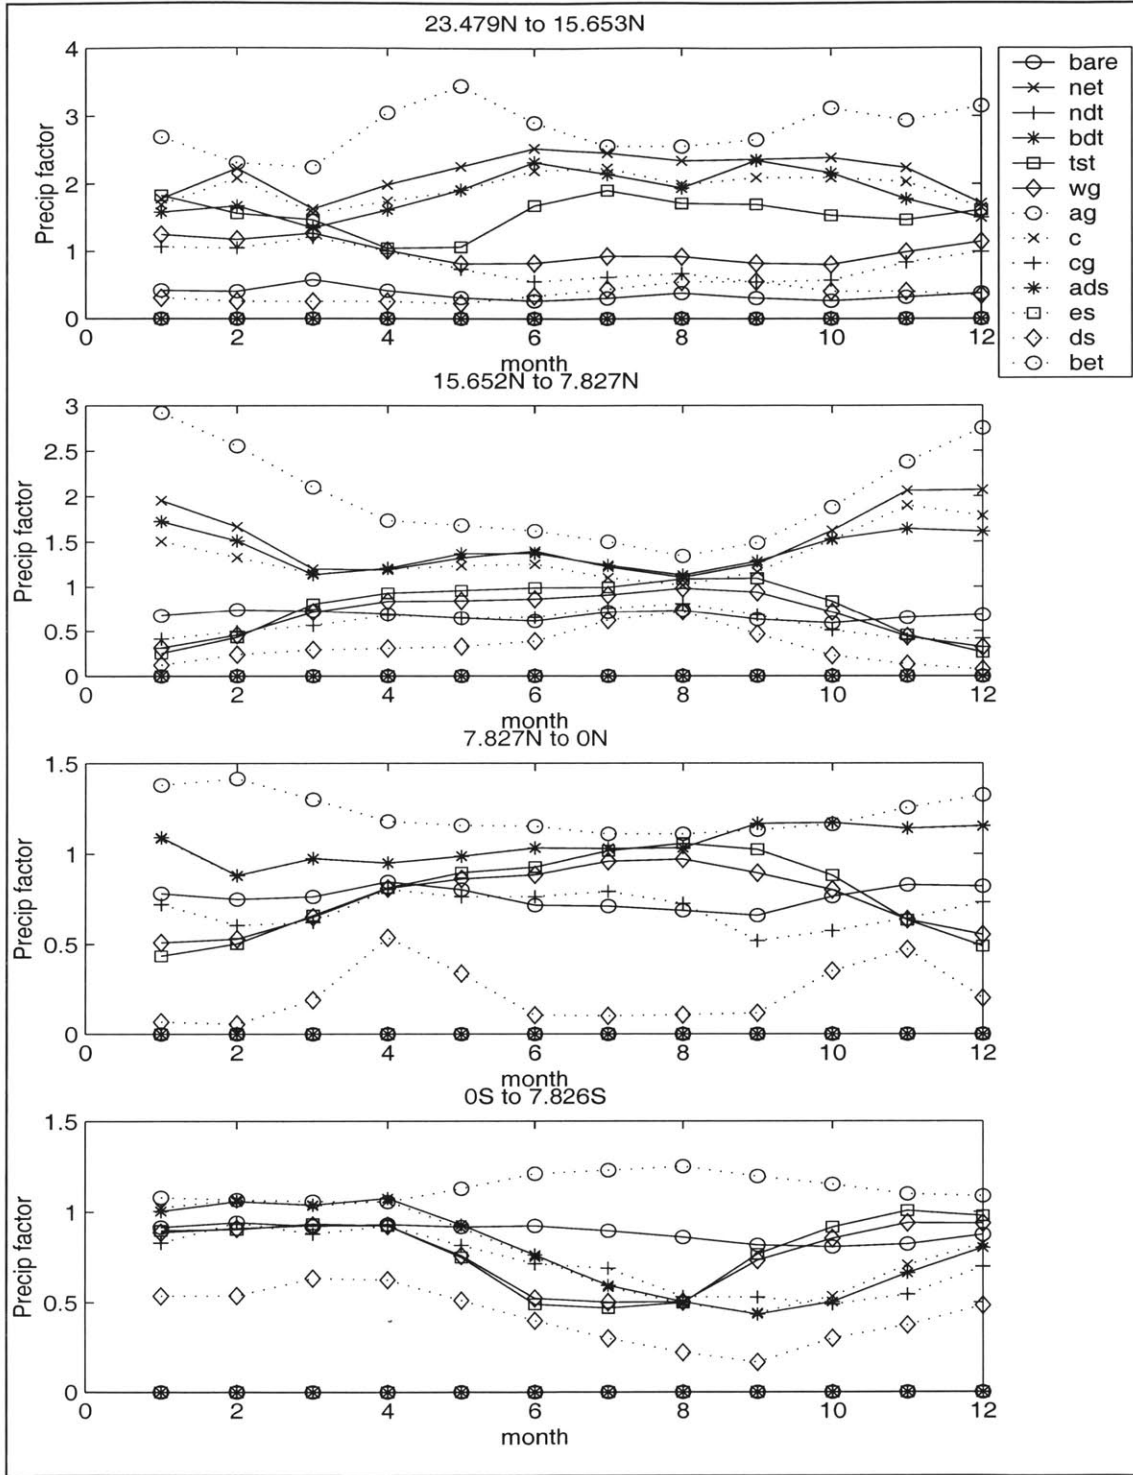 23.479N to 15.653N
Precip factor
4
3
2
1
0
0 2 4 6 8 10 12
month
bare
net
ndt
bdt
tst
wg
ag
c
cg
ads
es
ds
bet
15.652N to 7.827N
Precip factor
3
2.5
2
1.5
1
0.5
0
0 2 4 6 8 10 12
month
7.827N to 0N
Precip factor
1.5
1
0.5
0
0 2 4 6 8 10 12
month
0S to 7.826S
Precip factor
1.5
1
0.5
0
0 2 4 6 8 10 12
month